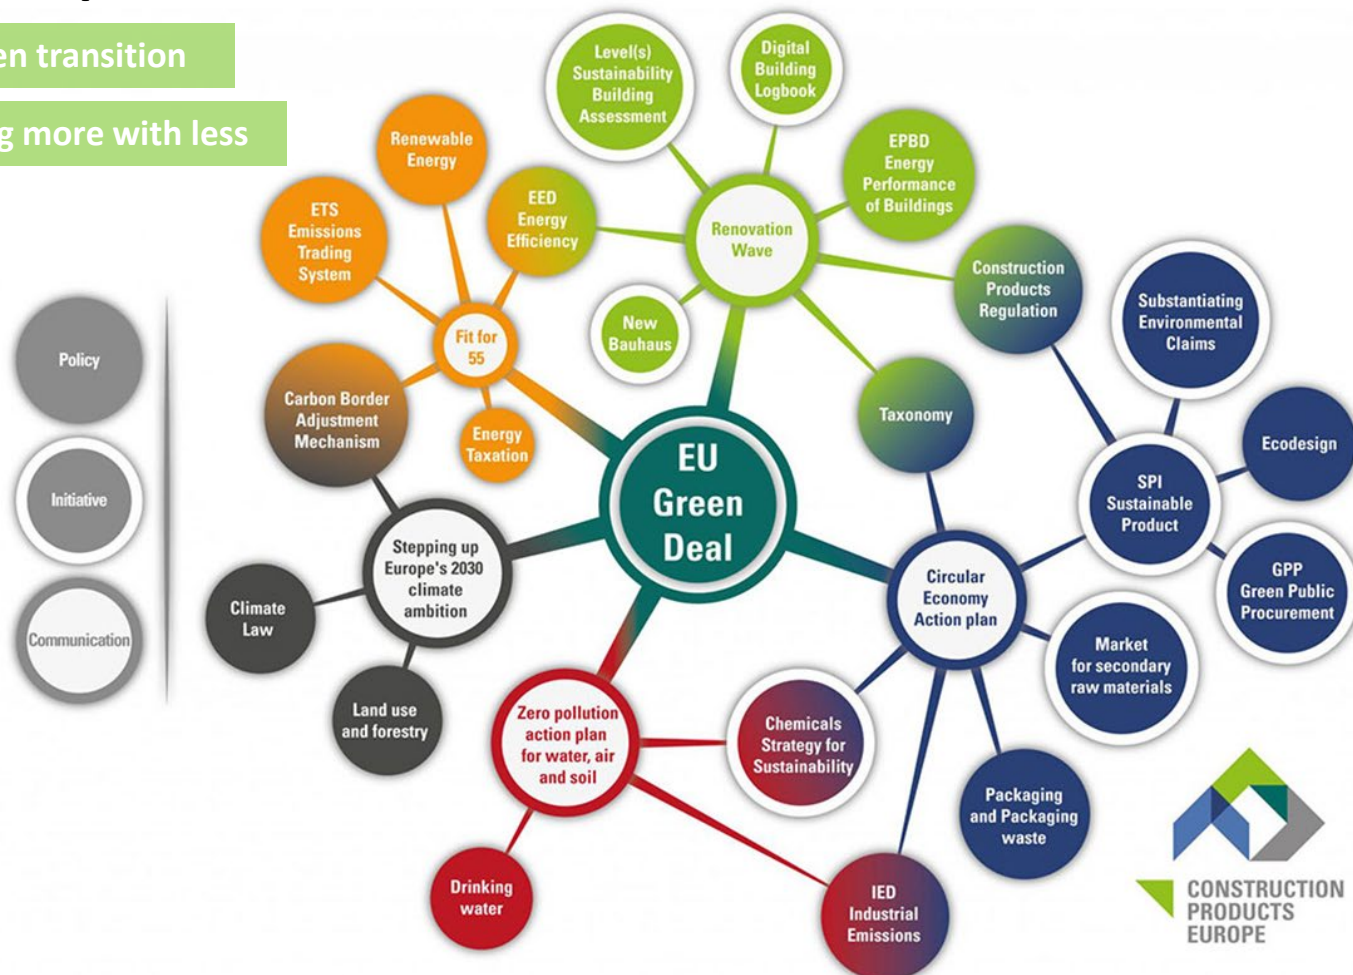 en transition
g more with less
Policy
Initiative
Communication
Level(s)
Sustainability
Building
Assessment
Digital
Building
Logbook
EPBD
Energy
Performance
of Buildings
Renewable
Energy
ETS
Emissions
Trading
System
EED
Energy
Efficiency
Renovation
Wave
Construction
Products
Regulation
Substantiating
Environmental
Claims
New
Bauhaus
Fit for
55
Carbon Border
Adjustment
Mechanism
Energy
Taxation
Taxonomy
Ecodesign
EU
Green
Deal
SPI
Sustainable
Product
Stepping up
Europe's 2030
climate
ambition
Circular
Economy
Action plan
GPP
Green Public
Procurement
Climate
Law
Market
for secondary
raw materials
Land use
and forestry
Zero pollution
action plan
for water, air
and soil
Chemicals
Strategy for
Sustainability
Packaging
and Packaging
waste
Drinking
water
IED
Industrial
Emissions
CONSTRUCTION
PRODUCTS
EUROPE